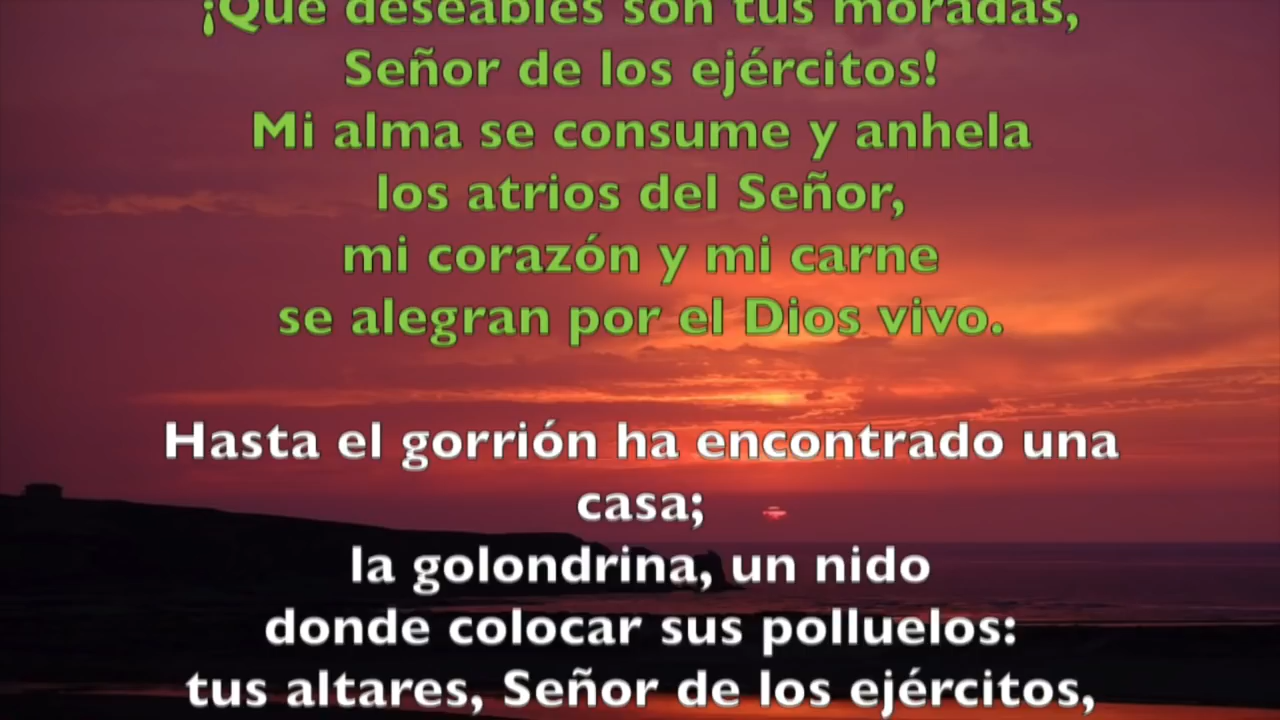 ¡Qué deseables son tus moradas,
Señor de los ejércitos!
Mi alma se consume y anhela
los atrios del Señor,
mi corazón y mi carne
se alegran por el Dios vivo.
Hasta el gorrión ha encontrado una
casa;
la golondrina, un nido
donde colocar sus polluelos:
tus altares, Señor de los ejércitos,